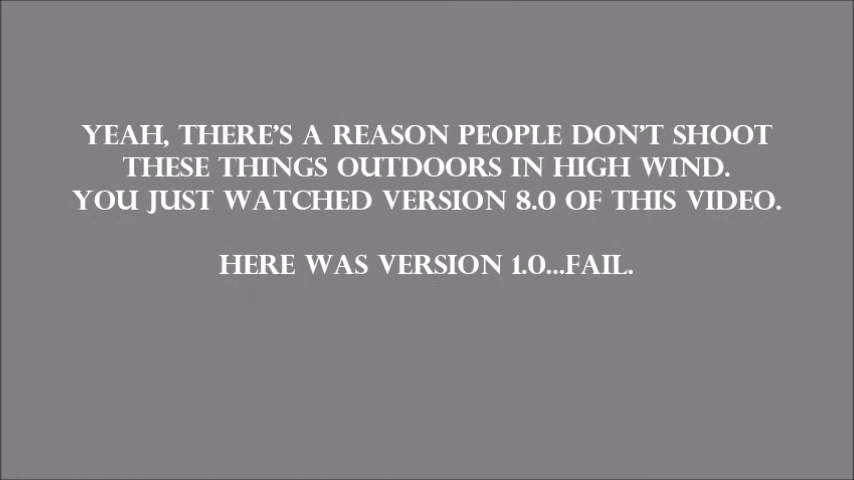 YEAH, THERE'S A REASON PEOPLE DON'T SHOOT
THESE THINGS OUTDOORS IN HIGH WIND.
YOU JUST WATCHED VERSION 8.0 OF THIS VIDEO.
HERE WAS VERSION 1.0...FAIL.